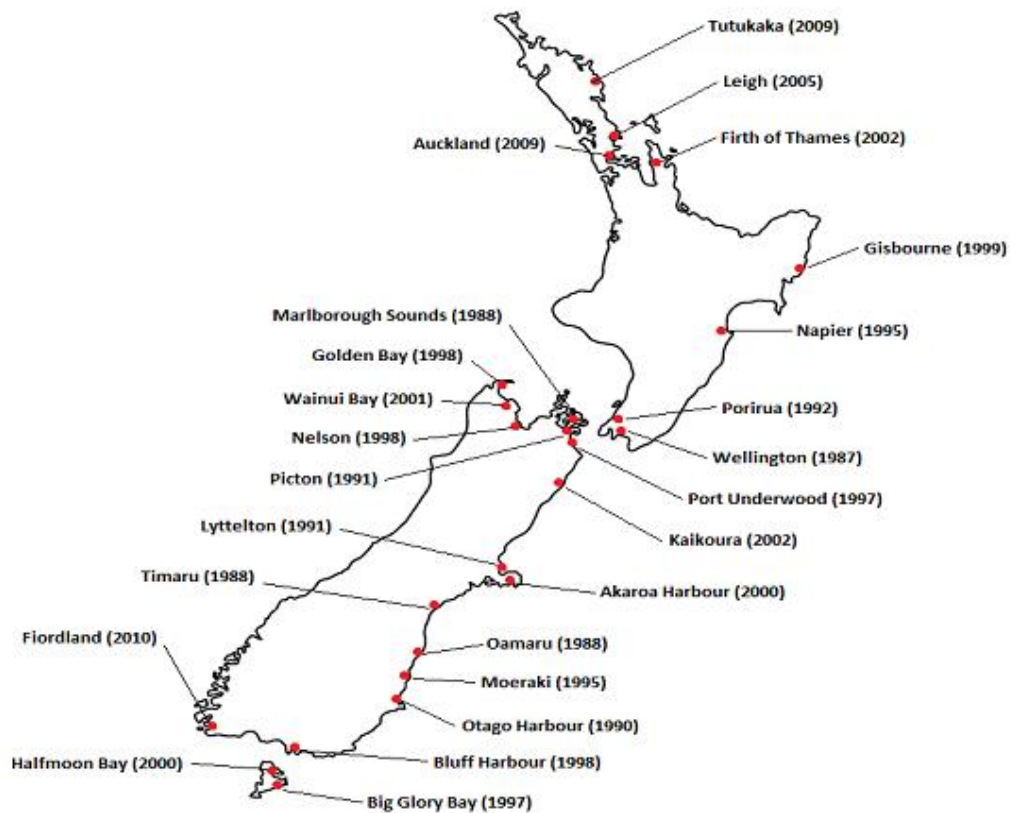 Tutukaka (2009)
Leigh (2005)
Auckland (2009)
Firth of Thames (2002)
Gisbourne (1999)
Marlborough Sounds (1988)
Napier (1995)
Golden Bay (1998)
Wainui Bay (2001)
Porirua (1992)
Nelson (1998)
Wellington (1987)
Picton (1991)
Port Underwood (1997)
Lyttelton (1991)
Kaikoura (2002)
Timaru (1988)
Akaroa Harbour (2000)
Fiordland (2010)
Oamaru (1988)
Moeraki (1995)
Otago Harbour (1990)
Halfmoon Bay (2000)
Bluff Harbour (1998)
Big Glory Bay (1997)